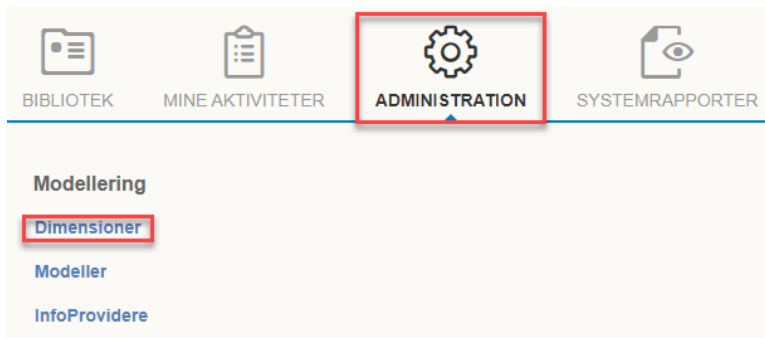 BIBLIOTEK MINE AKTIVITETER ADMINISTRATION SYSTEMRAPPORTER
Modellering
Dimensioner
Modeller
InfoProvidere